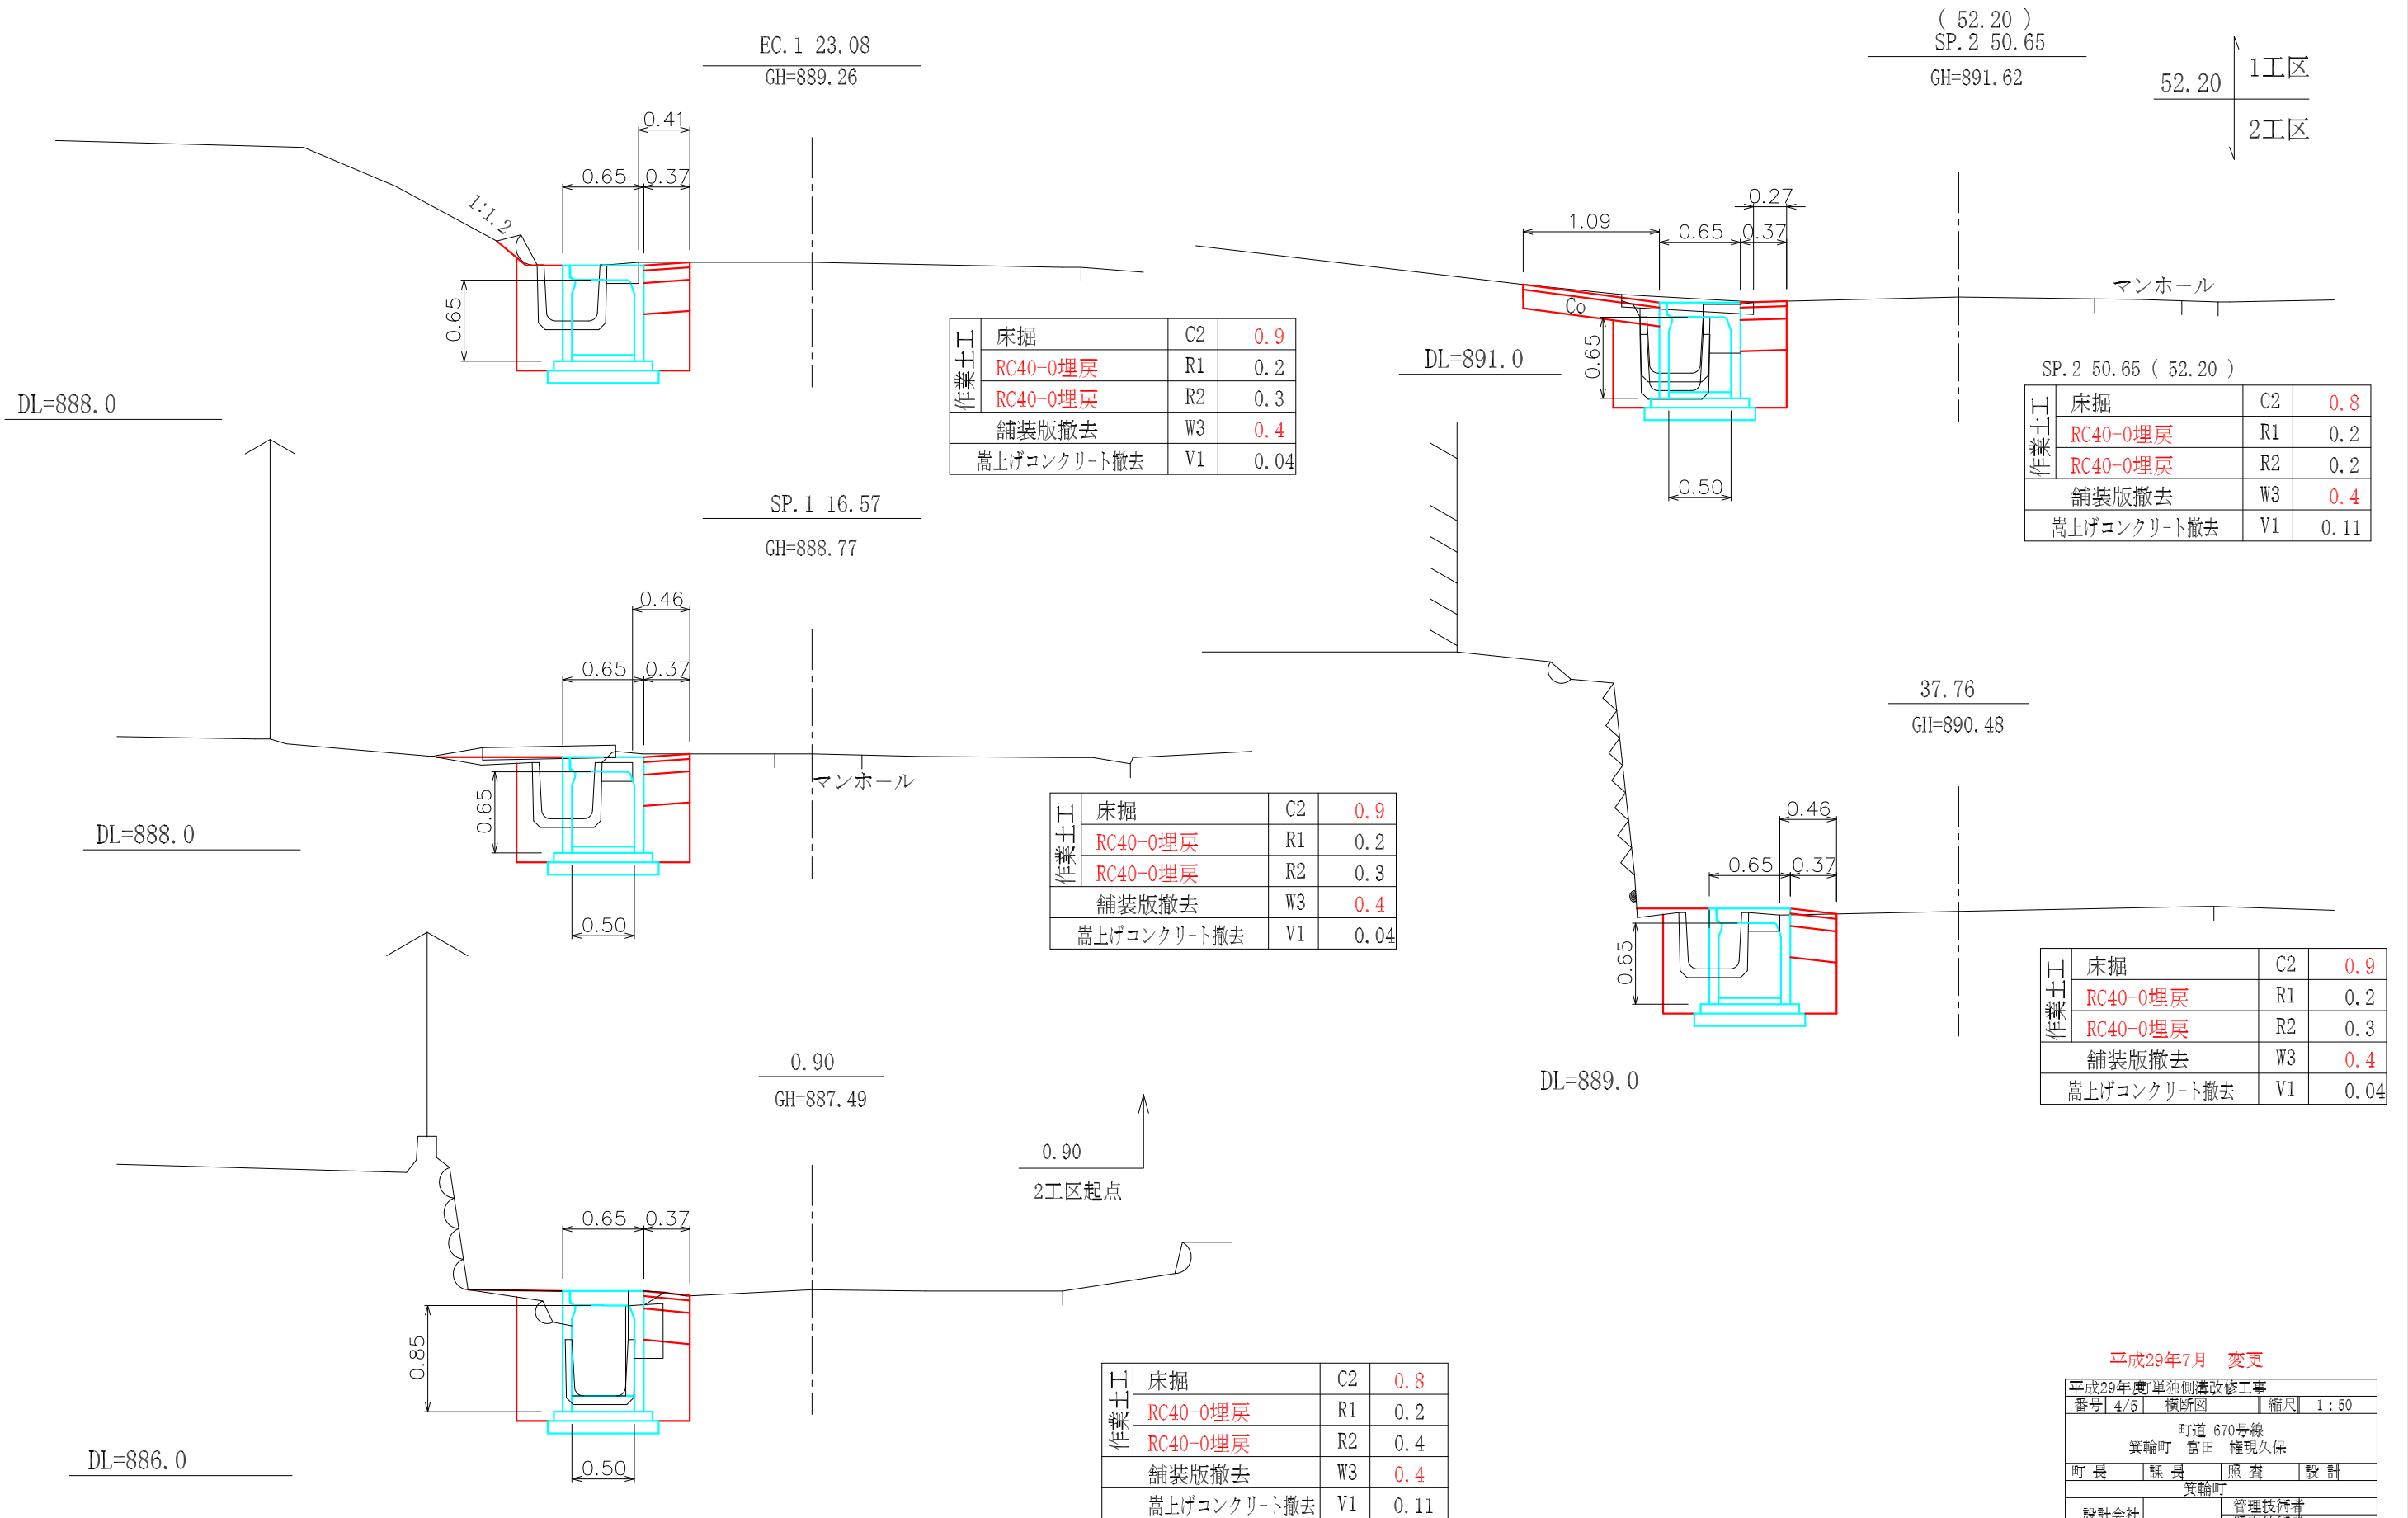 EC.1 23.08
GH=889.26
0.41
0.65
0.37
1:1.2
0.65
DL=888.0
作業土工
床掘 C2 0.9
RC40-0埋戻 R1 0.2
RC40-0埋戻 R2 0.3
舗装版撤去 W3 0.4
嵩上げコンクリート撤去 V1 0.04
SP.1 16.57
GH=888.77
0.46
0.65
0.37
0.65
0.50
マンホール
DL=888.0
作業土工
床掘 C2 0.9
RC40-0埋戻 R1 0.2
RC40-0埋戻 R2 0.3
舗装版撤去 W3 0.4
嵩上げコンクリート撤去 V1 0.04
0.90
GH=887.49
0.90
2工区起点
0.65
0.37
0.85
0.50
DL=886.0
作業土工
床掘 C2 0.8
RC40-0埋戻 R1 0.2
RC40-0埋戻 R2 0.4
舗装版撤去 W3 0.4
嵩上げコンクリート撤去 V1 0.11
( 52.20 )
SP.2 50.65
GH=891.62
52.20
1工区
2工区
0.27
1.09
0.65
0.37
Co
0.65
0.50
マンホール
DL=891.0
SP.2 50.65 ( 52.20 )
作業土工
床掘 C2 0.8
RC40-0埋戻 R1 0.2
RC40-0埋戻 R2 0.2
舗装版撤去 W3 0.4
嵩上げコンクリート撤去 V1 0.11
37.76
GH=890.48
0.46
0.65
0.37
0.65
DL=889.0
作業土工
床掘 C2 0.9
RC40-0埋戻 R1 0.2
RC40-0埋戻 R2 0.3
舗装版撤去 W3 0.4
嵩上げコンクリート撤去 V1 0.04
平成29年7月 変更
平成29年度町単独側溝改修工事
番号 4/5 横断図 縮尺 1:50
町道 670号線
箕輪町 富田 権現久保
町長 課長 照査 設計
箕輪町
設計会社
管理技術者